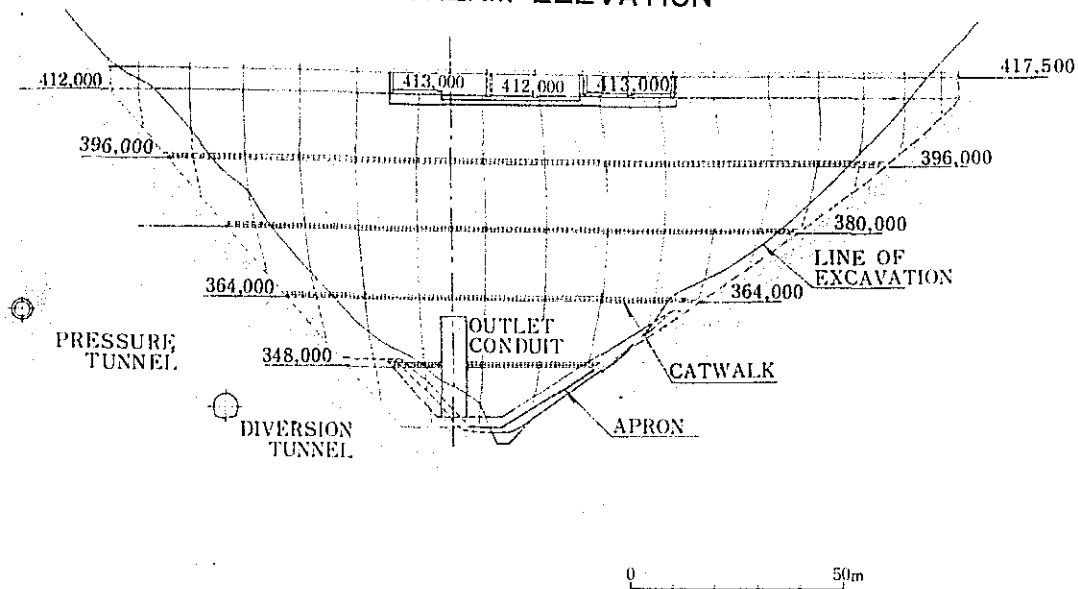 ELEVATION
417,500
412,000
413,000
412,000
413,000
396,000
396,000
380,000
LINE OF
EXCAVATION
364,000
364,000
OUTLET
CONDUIT
PRESSURE
TUNNEL
348,000
CATWALK
APRON
DIVERSION
TUNNEL
0 50m